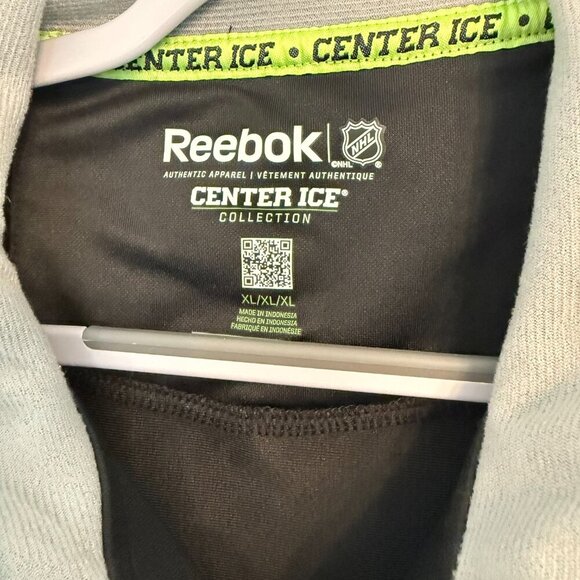 CENTER ICE • CENTER ICE •
Reebok | NHL
©NHL ®
AUTHENTIC APPAREL | VÊTEMENT AUTHENTIQUE
CENTER ICE®
COLLECTION
XL/XL/XL
MADE IN INDONESIA
HECHO EN INDONESIA
FABRIQUÉ EN INDONÉSIE